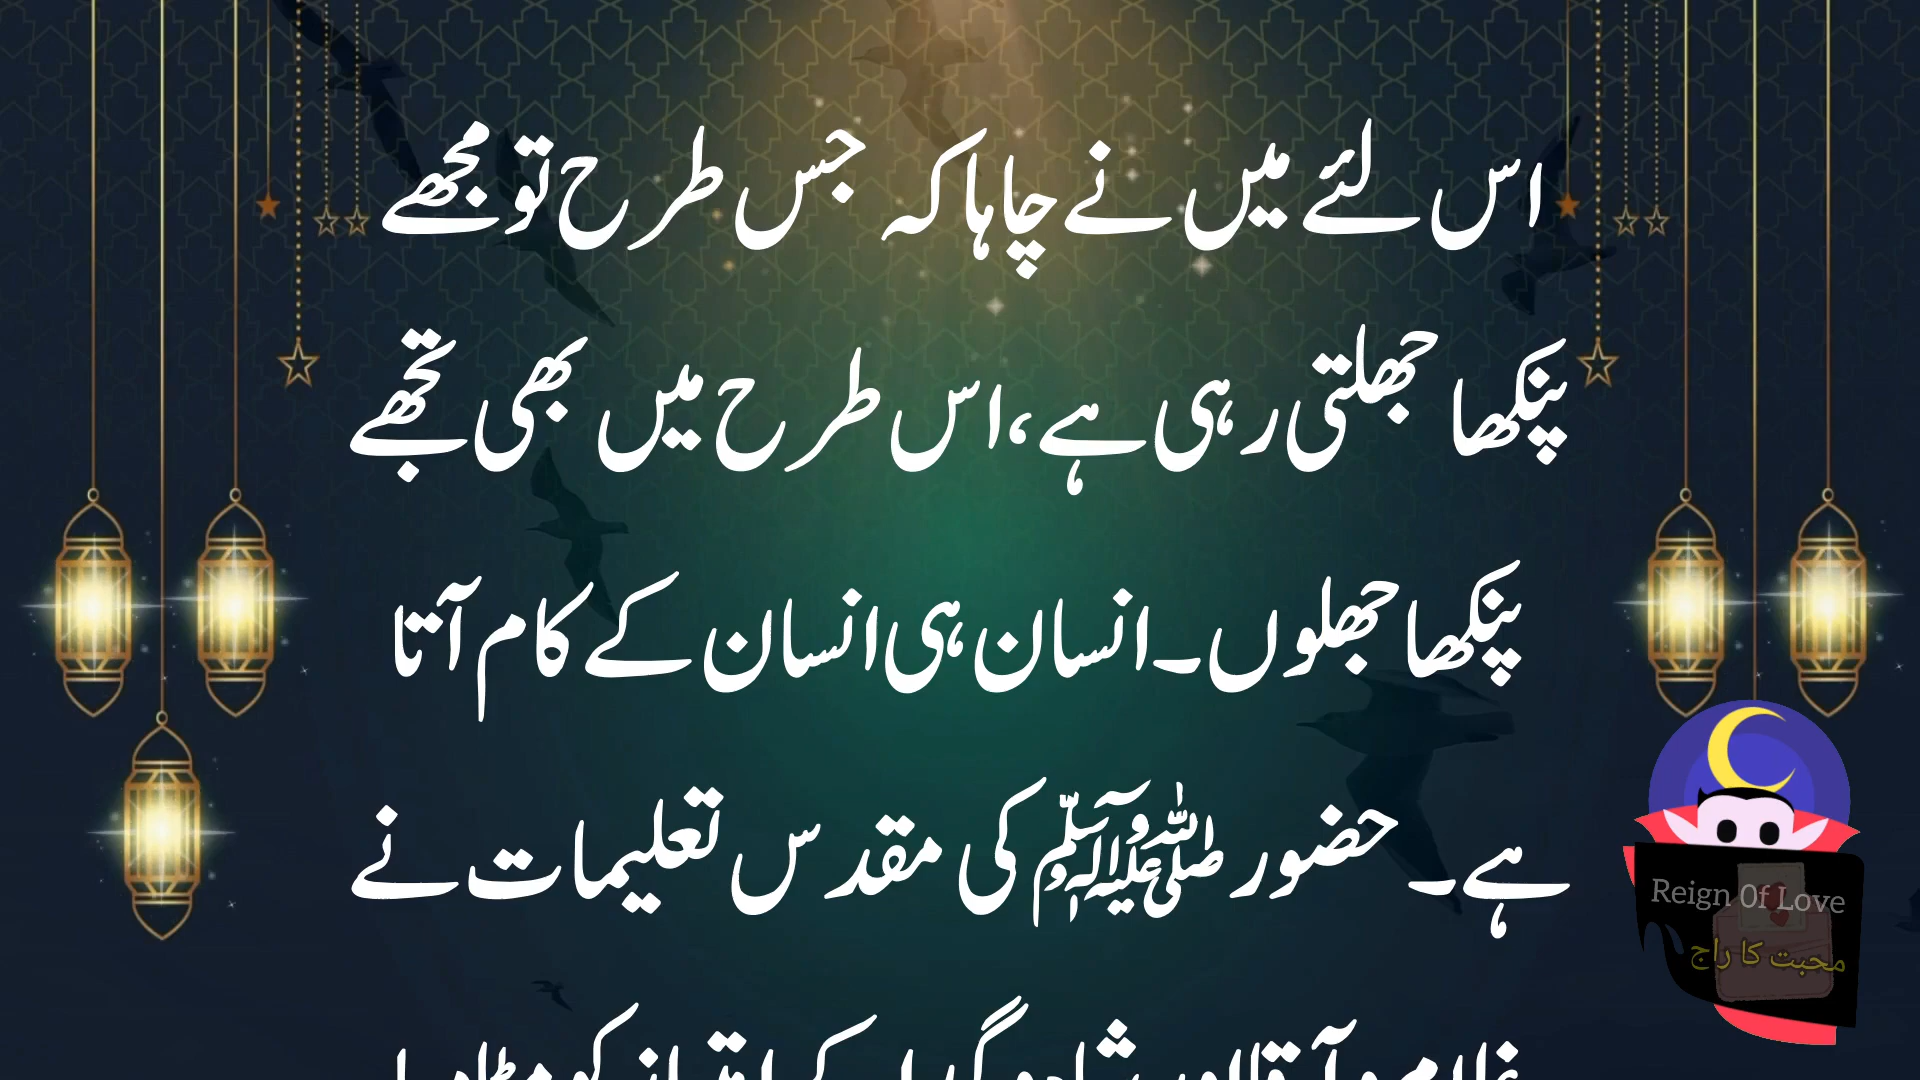 اس لئے میں نے چاہا کہ جس طرح تو مجھے
پنکھا جھلتی رہی ہے، اس طرح میں بھی تجھے
پنکھا جھلوں۔ انسان ہی انسان کے کام آتا
ہے۔ حضور ﷺ کی مقدس تعلیمات نے
Reign Of Love
محبت کا راج